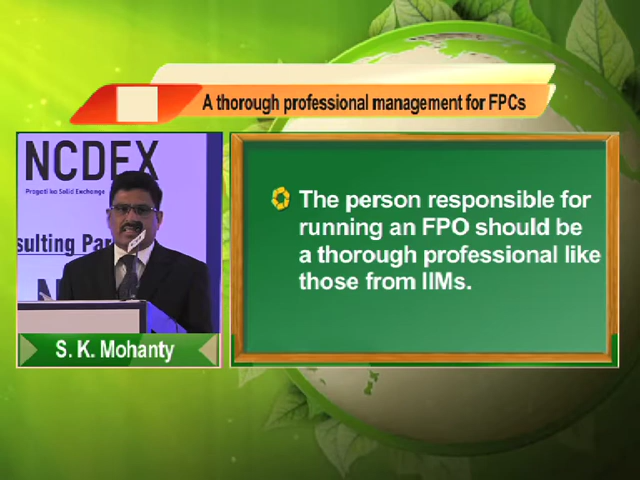 A thorough professional management for FPCs
NCDEX
Pragati ka Solid Exchange
sulting Par
N
S. K. Mohanty
The person responsible for
running an FPO should be
a thorough professional like
those from IIMs.